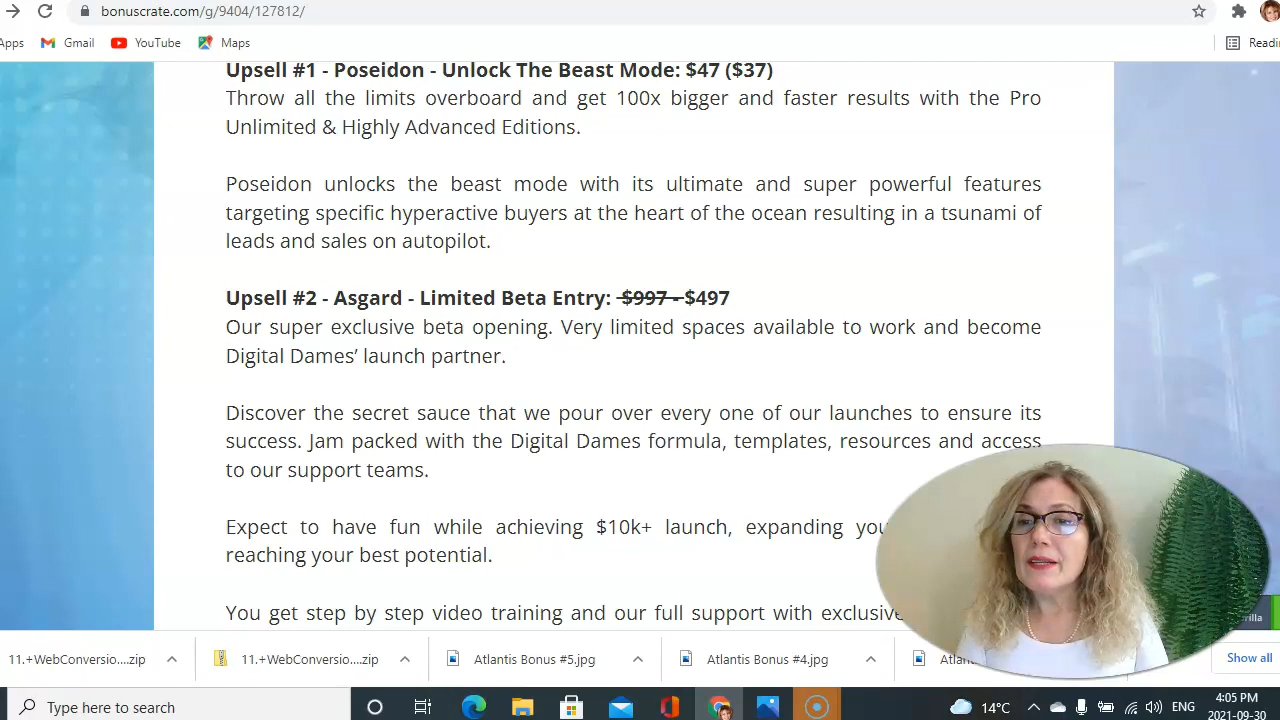 bonuscrate.com/g/9404/127812/
Apps Gmail YouTube Maps
Upsell #1 - Poseidon - Unlock The Beast Mode: $47 ($37)
Throw all the limits overboard and get 100x bigger and faster results with the Pro
Unlimited & Highly Advanced Editions.
Poseidon unlocks the beast mode with its ultimate and super powerful features
targeting specific hyperactive buyers at the heart of the ocean resulting in a tsunami of
leads and sales on autopilot.
Upsell #2 - Asgard - Limited Beta Entry: $997 - $497
Our super exclusive beta opening. Very limited spaces available to work and become
Digital Dames’ launch partner.
Discover the secret sauce that we pour over every one of our launches to ensure its
success. Jam packed with the Digital Dames formula, templates, resources and access
to our support teams.
Expect to have fun while achieving $10k+ launch, expanding
reaching your best potential.
You get step by step video training and our full support with
11.+WebConversio....zip 11.+WebConversio....zip Atlantis Bonus #5.jpg Atlantis Bonus #4.jpg Show all
Type here to search 14°C ENG 4:05 PM
2021-09-30